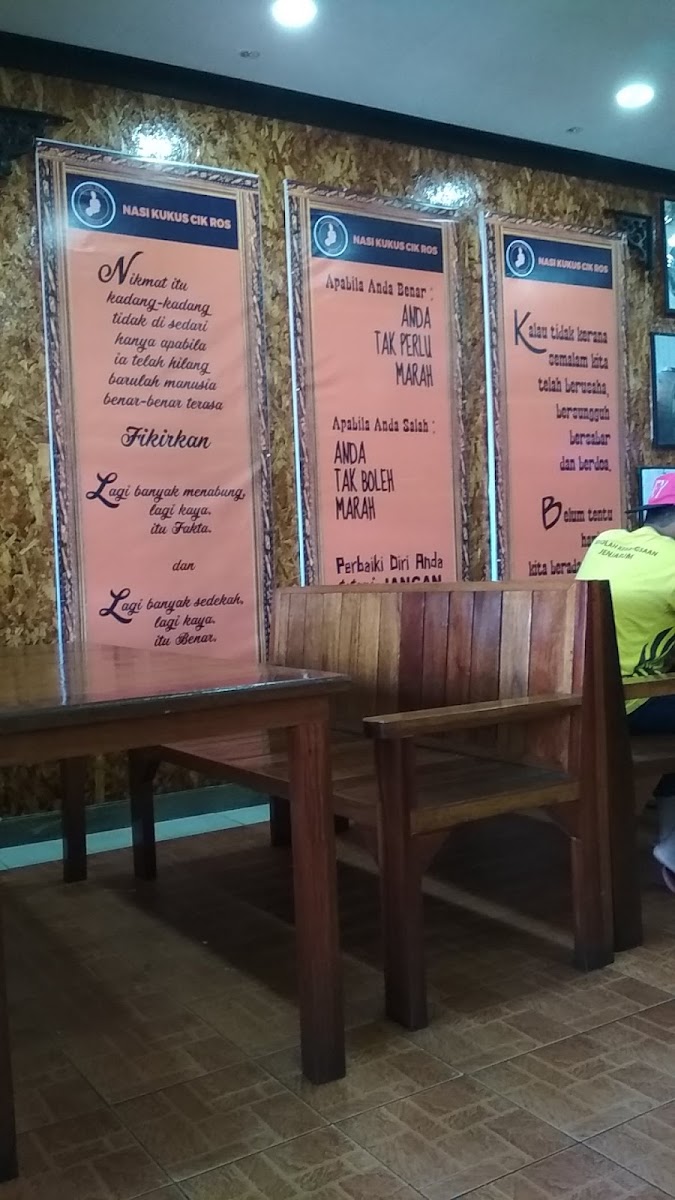 NASI KUKUS CIK ROS
Nikmat itu
kadang-kadang
tidak di sedari
hanya apabila
ia telah hilang
barulah manusia
benar-benar terasa
Fikirkan
Lagi banyak menabung,
lagi kaya.
itu Fakta.
dan
Lagi banyak sedekah,
lagi kaya.
itu Benar.
NASI KUKUS CIK ROS
Apabila Anda Benar :
ANDA
TAK PERLU
MARAH
Apabila Anda Salah :
ANDA
TAK BOLEH
MARAH
Perbaiki Diri Anda
JANGAN
NASI KUKUS CIK ROS
Kalau tidak kerana
semalam kita
telah berusaha,
bersungguh
bersabar
dan berdoa,
Belum tentu
kita
JENJAROM